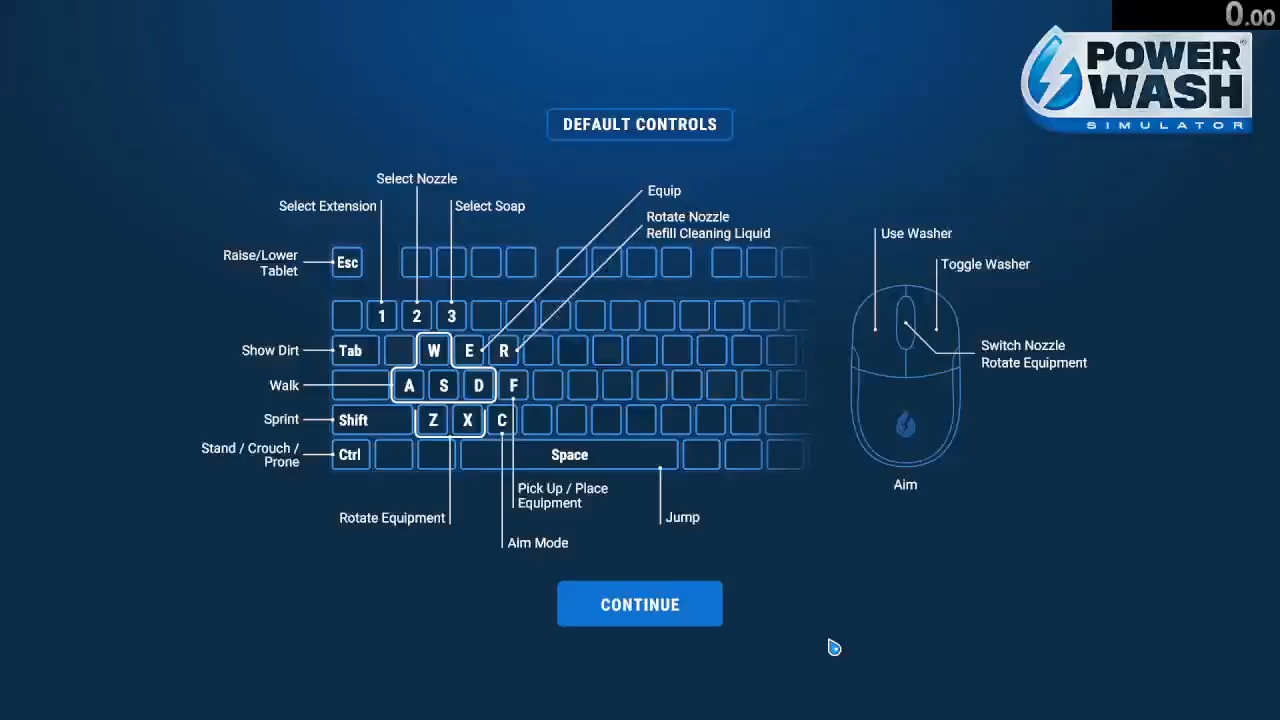 0.00
POWER
WASH
SIMULATOR
DEFAULT CONTROLS
Select Nozzle
Select Extension
Select Soap
Equip
Rotate Nozzle
Refill Cleaning Liquid
Raise/Lower
Tablet
Esc
Use Washer
Toggle Washer
1 2 3
Show Dirt
Tab W E R
Switch Nozzle
Rotate Equipment
Walk
A S D F
Sprint
Shift Z X C
Stand / Crouch /
Prone
Ctrl Space
Aim
Pick Up / Place
Equipment
Rotate Equipment
Jump
Aim Mode
CONTINUE